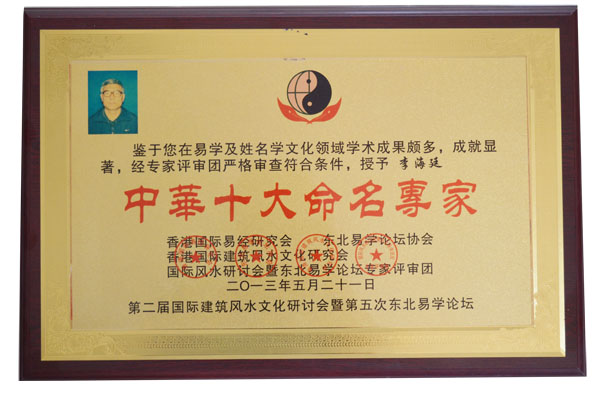 鉴于您在易学及姓名学文化领域学术成果颇多，成就显
著，经专家评审团严格审查符合条件，授予 李海廷
中華十大命名專家
香港国际易经研究会 东北易学论坛协会
香港国际建筑风水文化研究会
国际风水研讨会暨东北易学论坛专家评审团
二〇一三年五月二十一日
第二届国际建筑风水文化研讨会暨第五次东北易学论坛